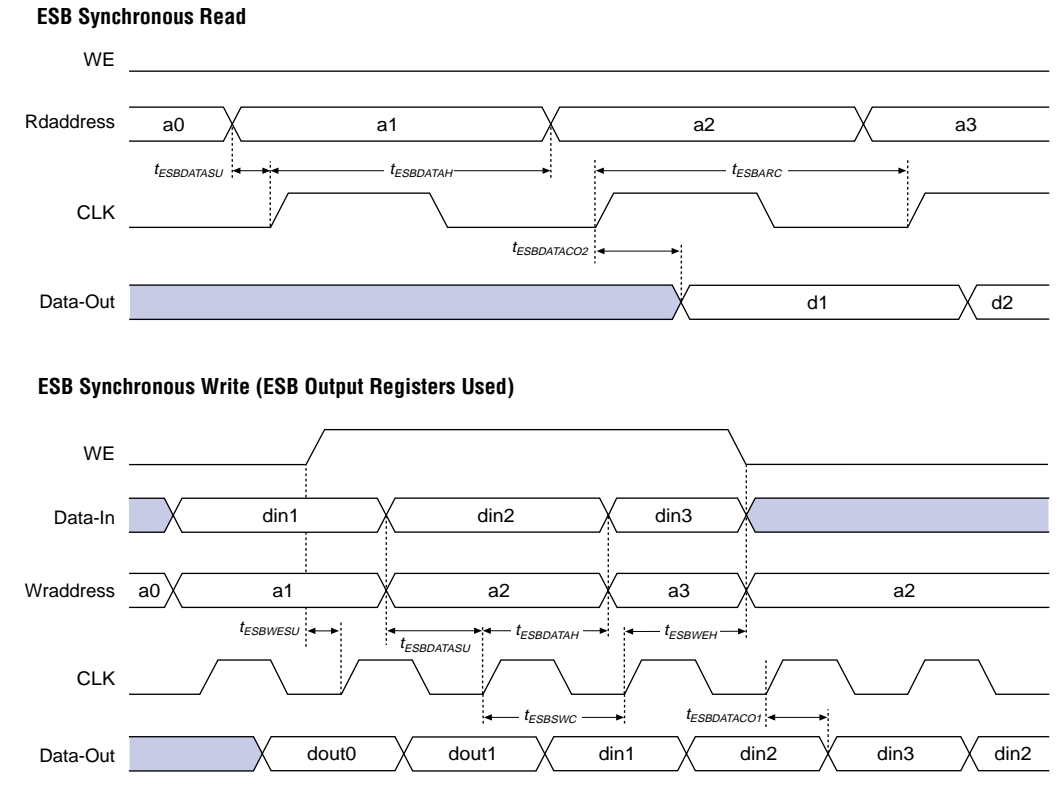 ESB Synchronous Read
WE
Rdaddress a0 a1 a2 a3
tESBDATASU tESBDATAH tESBARC
CLK
tESBDATACO2
Data-Out d1 d2
ESB Synchronous Write (ESB Output Registers Used)
WE
Data-In din1 din2 din3
Wraddress a0 a1 a2 a3 a2
tESBWESU tESBDATASU tESBDATAH tESBWEH
CLK
tESBSWC tESBDATACO1
Data-Out dout0 dout1 din1 din2 din3 din2